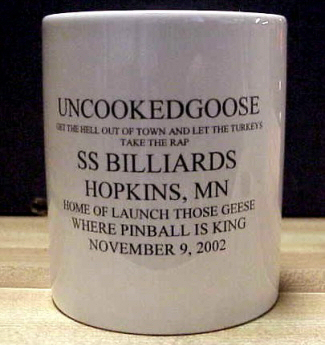 UNCOOKEDGOOSE
GET THE HELL OUT OF TOWN AND LET THE TURKEYS
TAKE THE RAP
SS BILLIARDS
HOPKINS, MN
HOME OF LAUNCH THOSE GEESE
WHERE PINBALL IS KING
NOVEMBER 9, 2002